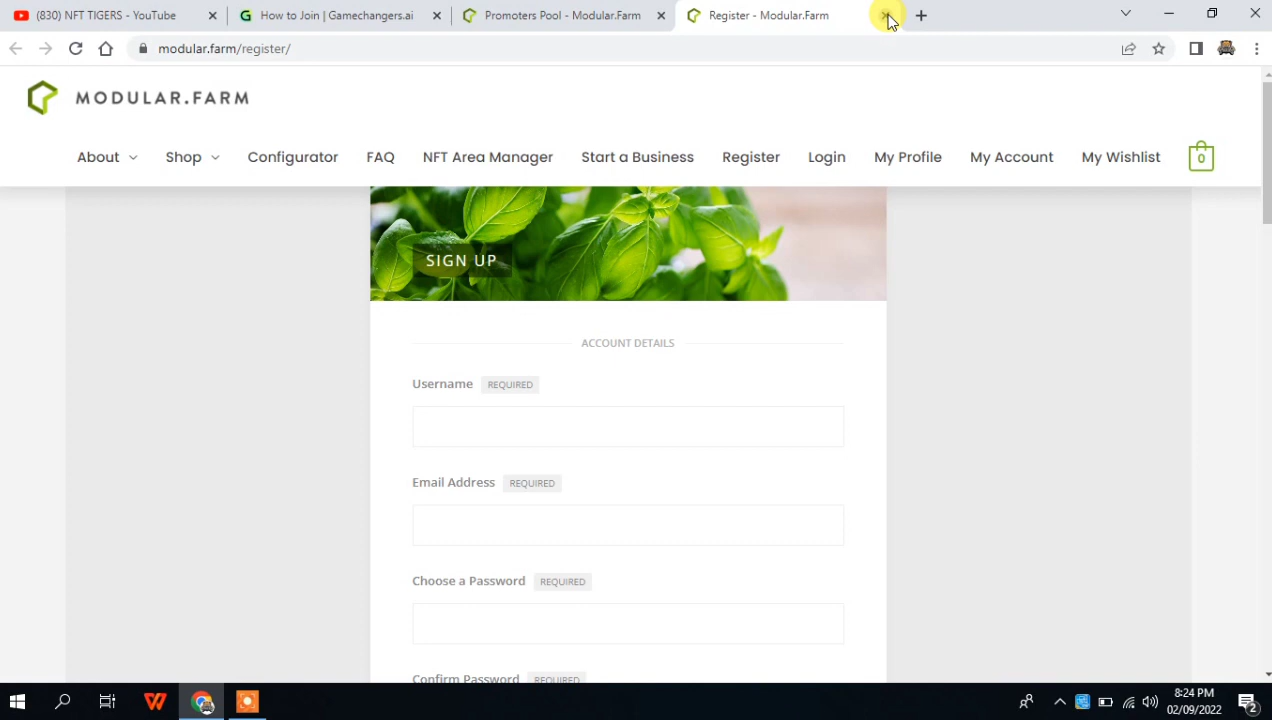 (830) NFT TIGERS - YouTube
How to Join | Gamechangers.ai
Promoters Pool - Modular.Farm
Register - Modular.Farm
modular.farm/register/
MODULAR.FARM
About
Shop
Configurator
FAQ
NFT Area Manager
Start a Business
Register
Login
My Profile
My Account
My Wishlist
0
SIGN UP
ACCOUNT DETAILS
Username REQUIRED
Email Address REQUIRED
Choose a Password REQUIRED
Confirm Password REQUIRED
8:24 PM
02/09/2022
2